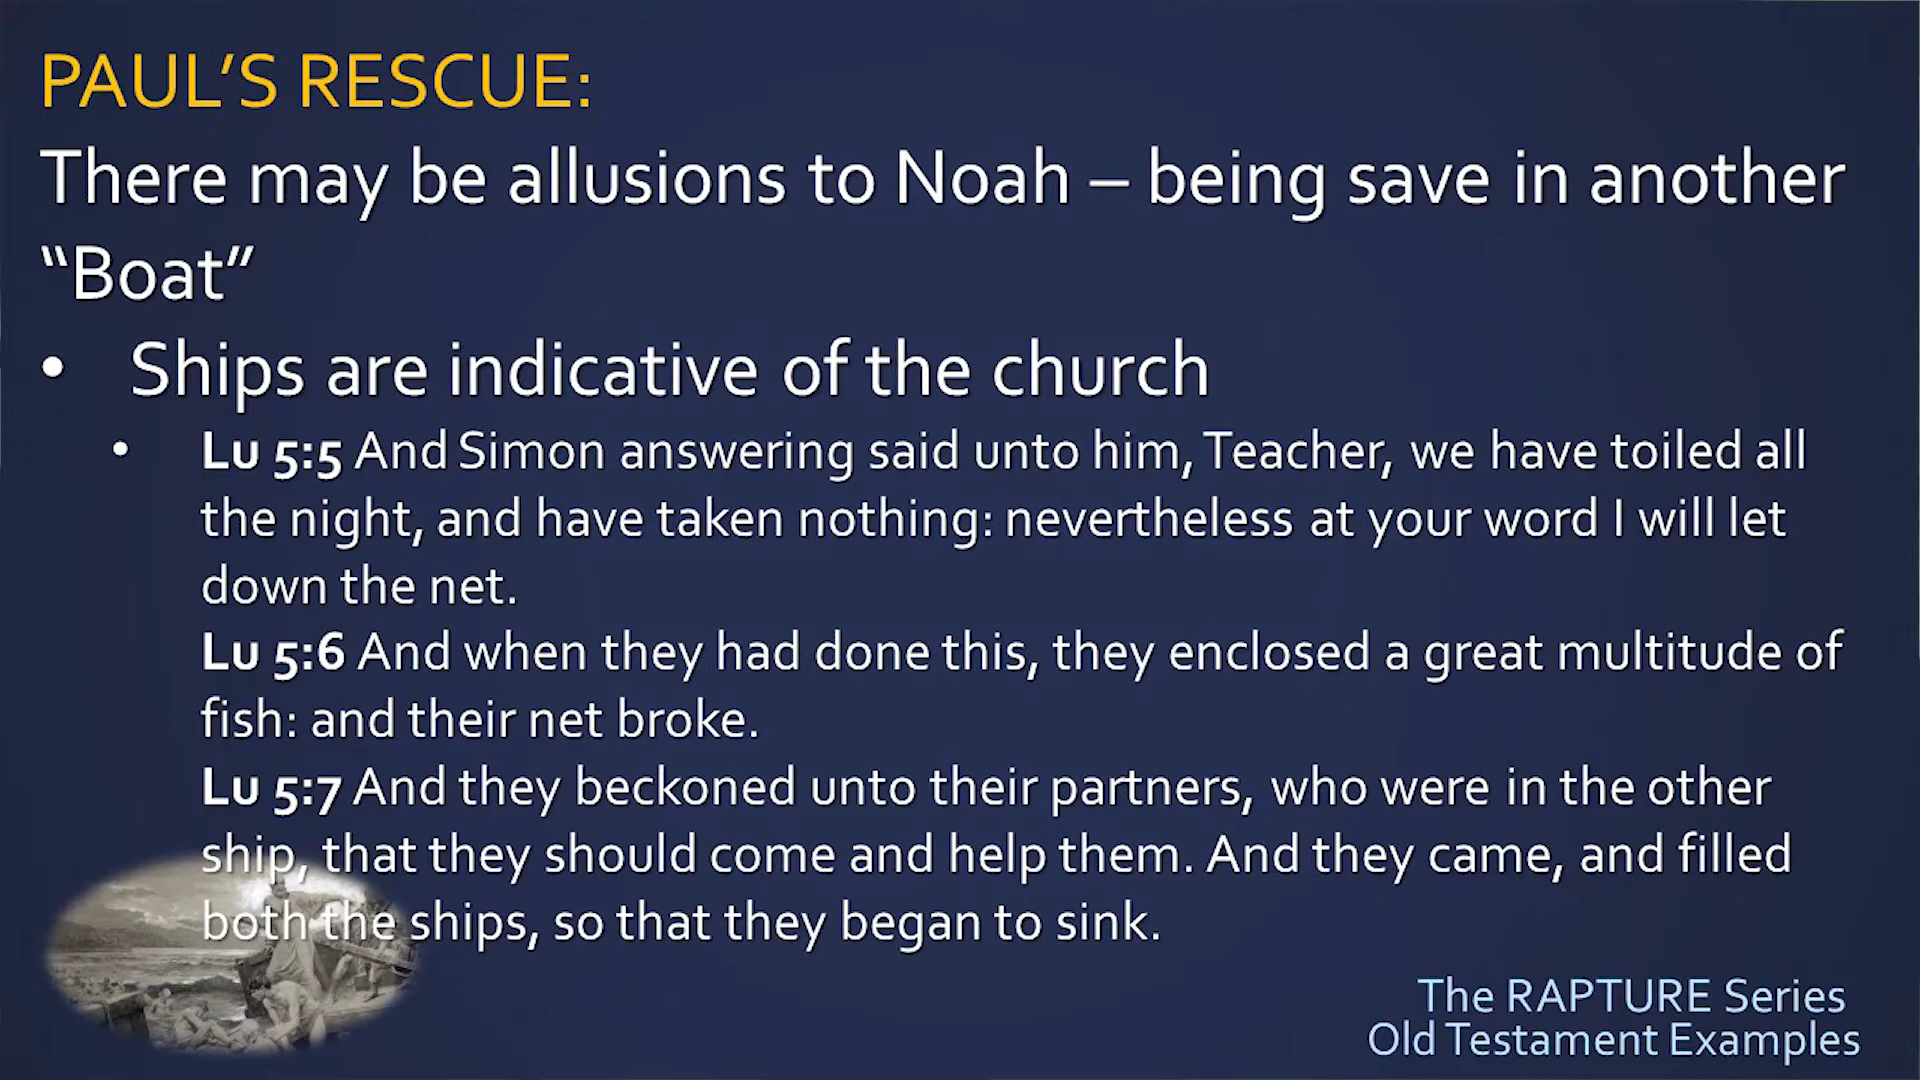 PAUL’S RESCUE:
There may be allusions to Noah – being save in another
“Boat”
• Ships are indicative of the church
• Lu 5:5 And Simon answering said unto him, Teacher, we have toiled all
the night, and have taken nothing: nevertheless at your word I will let
down the net.
Lu 5:6 And when they had done this, they enclosed a great multitude of
fish: and their net broke.
Lu 5:7 And they beckoned unto their partners, who were in the other
ship, that they should come and help them. And they came, and filled
both the ships, so that they began to sink.
The RAPTURE Series
Old Testament Examples